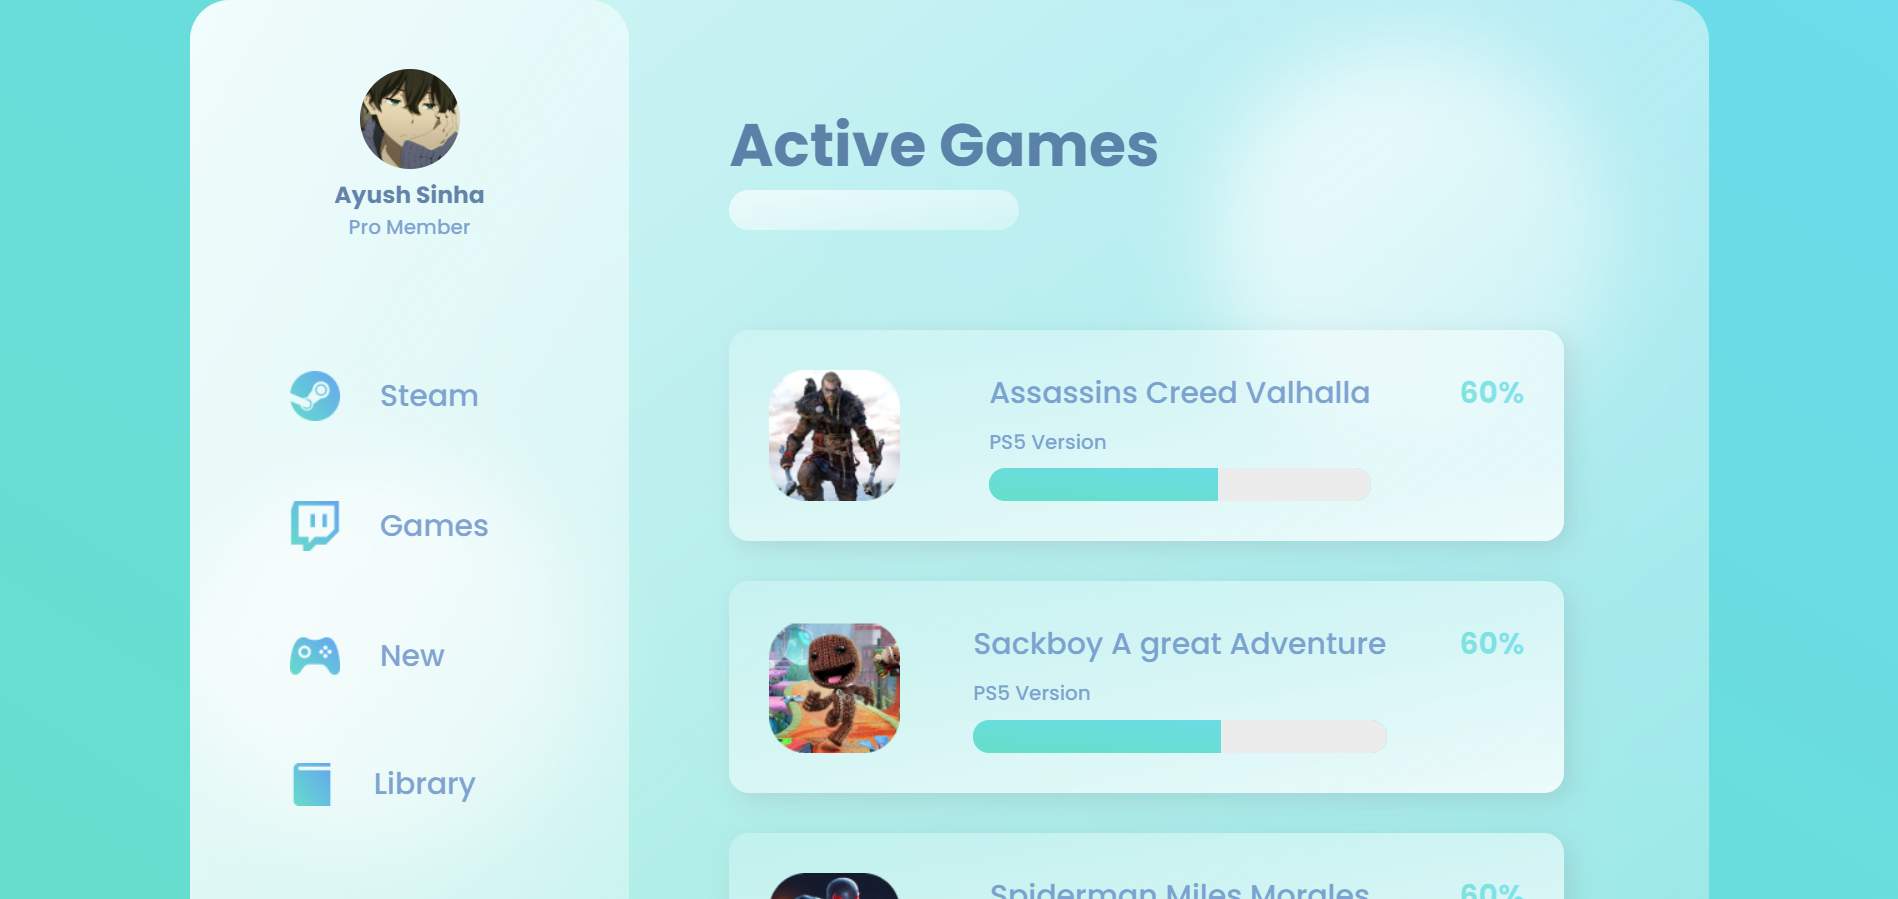 Ayush Sinha
Pro Member
Steam
Games
New
Library
Active Games
Assassins Creed Valhalla
60%
PS5 Version
Sackboy A great Adventure
60%
PS5 Version
Spiderman Miles Morales
60%